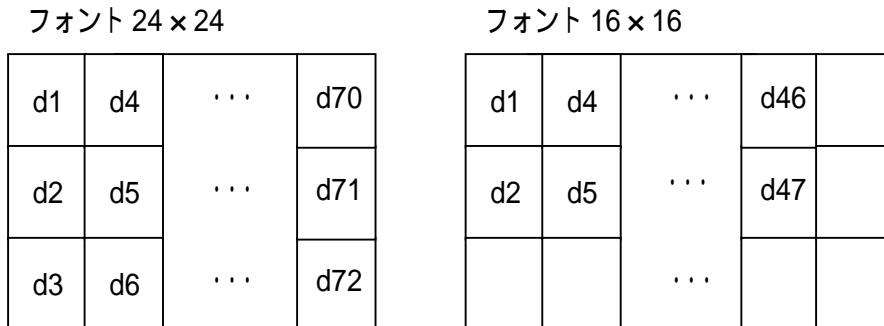 フォント 24 × 24 フォント 16 × 16
d1 d4 ··· d70 d1 d4 ··· d46
d2 d5 ··· d71 d2 d5 ··· d47
d3 d6 ··· d72 ···